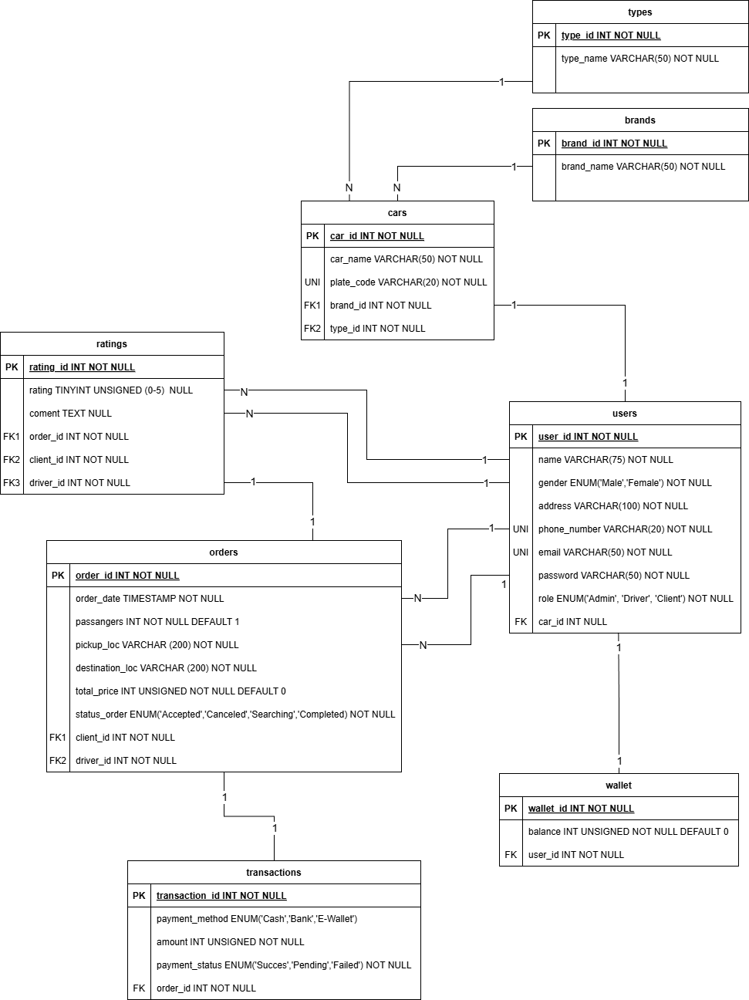 types
PK type_id INT NOT NULL
type_name VARCHAR(50) NOT NULL
1
brands
PK brand_id INT NOT NULL
brand_name VARCHAR(50) NOT NULL
1
N N
cars
PK car_id INT NOT NULL
car_name VARCHAR(50) NOT NULL
UNI plate_code VARCHAR(20) NOT NULL
FK1 brand_id INT NOT NULL
FK2 type_id INT NOT NULL
1
1
ratings
PK rating_id INT NOT NULL
rating TINYINT UNSIGNED (0-5) NULL
coment TEXT NULL
FK1 order_id INT NOT NULL
FK2 client_id INT NOT NULL
FK3 driver_id INT NOT NULL
N
N
1
1
1
1
users
PK user_id INT NOT NULL
name VARCHAR(75) NOT NULL
gender ENUM('Male','Female') NOT NULL
address VARCHAR(100) NOT NULL
UNI phone_number VARCHAR(20) NOT NULL
UNI email VARCHAR(50) NOT NULL
password VARCHAR(50) NOT NULL
role ENUM('Admin', 'Driver', 'Client') NOT NULL
FK car_id INT NULL
1
1
N
N
orders
PK order_id INT NOT NULL
order_date TIMESTAMP NOT NULL
passangers INT NOT NULL DEFAULT 1
pickup_loc VARCHAR (200) NOT NULL
destination_loc VARCHAR (200) NOT NULL
total_price INT UNSIGNED NOT NULL DEFAULT 0
status_order ENUM('Accepted','Canceled','Searching','Completed) NOT NULL
FK1 client_id INT NOT NULL
FK2 driver_id INT NOT NULL
1
1
wallet
PK wallet_id INT NOT NULL
balance INT UNSIGNED NOT NULL DEFAULT 0
FK user_id INT NOT NULL
1
1
transactions
PK transaction_id INT NOT NULL
payment_method ENUM('Cash','Bank','E-Wallet')
amount INT UNSIGNED NOT NULL
payment_status ENUM('Succes','Pending','Failed') NOT NULL
FK order_id INT NOT NULL